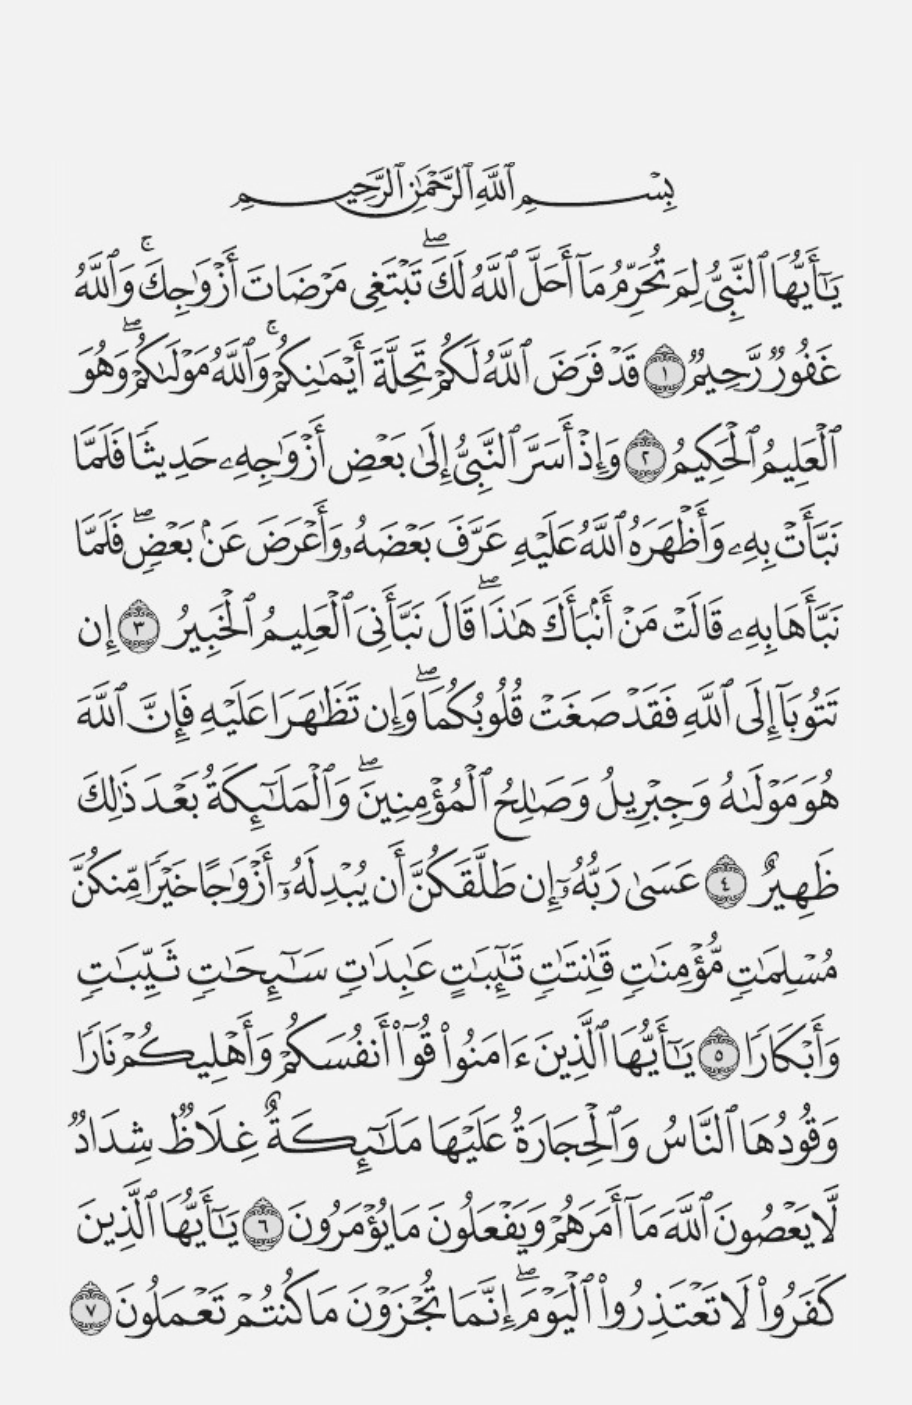 بِسْمِ ٱللَّهِ ٱلرَّحْمَٰنِ ٱلرَّحِيمِ
يَٰٓأَيُّهَا ٱلنَّبِيُّ لِمَ تُحَرِّمُ مَآ أَحَلَّ ٱللَّهُ لَكَۖ تَبْتَغِي مَرْضَاتَ أَزْوَٰجِكَۚ وَٱللَّهُ
غَفُورٌ رَّحِيمٌ ١ قَدْ فَرَضَ ٱللَّهُ لَكُمْ تَحِلَّةَ أَيْمَٰنِكُمْۚ وَٱللَّهُ مَوْلَىٰكُمْۖ وَهُوَ
ٱلْعَلِيمُ ٱلْحَكِيمُ ٢ وَإِذْ أَسَرَّ ٱلنَّبِيُّ إِلَىٰ بَعْضِ أَزْوَٰجِهِۦ حَدِيثًا فَلَمَّا
نَبَّأَتْ بِهِۦ وَأَظْهَرَهُ ٱللَّهُ عَلَيْهِ عَرَّفَ بَعْضَهُۥ وَأَعْرَضَ عَنۢ بَعْضٍۖ فَلَمَّا
نَبَّأَهَا بِهِۦ قَالَتْ مَنْ أَنۢبَأَكَ هَٰذَاۖ قَالَ نَبَّأَنِيَ ٱلْعَلِيمُ ٱلْخَبِيرُ ٣ إِن
تَتُوبَآ إِلَى ٱللَّهِ فَقَدْ صَغَتْ قُلُوبُكُمَاۖ وَإِن تَظَٰهَرَا عَلَيْهِ فَإِنَّ ٱللَّهَ
هُوَ مَوْلَىٰهُ وَجِبْرِيلُ وَصَٰلِحُ ٱلْمُؤْمِنِينَۖ وَٱلْمَلَٰٓئِكَةُ بَعْدَ ذَٰلِكَ
ظَهِيرٌ ٤ عَسَىٰ رَبُّهُۥٓ إِن طَلَّقَكُنَّ أَن يُبْدِلَهُۥٓ أَزْوَٰجًا خَيْرًا مِّنكُنَّ
مُسْلِمَٰتٍ مُّؤْمِنَٰتٍ قَٰنِتَٰتٍ تَٰٓئِبَٰتٍ عَٰبِدَٰتٍ سَٰٓئِحَٰتٍ ثَيِّبَٰتٍ
وَأَبْكَارًا ٥ يَٰٓأَيُّهَا ٱلَّذِينَ ءَامَنُوا۟ قُوٓا۟ أَنفُسَكُمْ وَأَهْلِيكُمْ نَارًا
وَقُودُهَا ٱلنَّاسُ وَٱلْحِجَارَةُ عَلَيْهَا مَلَٰٓئِكَةٌ غِلَاظٌ شِدَادٌ
لَّا يَعْصُونَ ٱللَّهَ مَآ أَمَرَهُمْ وَيَفْعَلُونَ مَا يُؤْمَرُونَ ٦ يَٰٓأَيُّهَا ٱلَّذِينَ
كَفَرُوا۟ لَا تَعْتَذِرُوا۟ ٱلْيَوْمَۖ إِنَّمَا تُجْزَوْنَ مَا كُنتُمْ تَعْمَلُونَ ٧